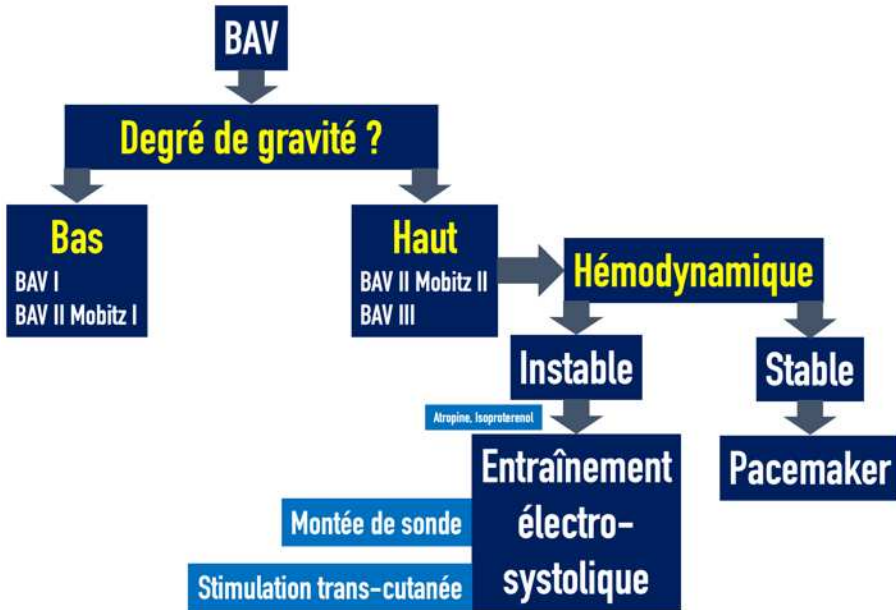 BAV
Degré de gravité ?
Bas
BAV I
BAV II Mobitz I
Haut
BAV II Mobitz II
BAV III
Hémodynamique
Instable
Stable
Atropine, Isoproterenol
Entraînement
électro-
systolique
Pacemaker
Montée de sonde
Stimulation trans-cutanée